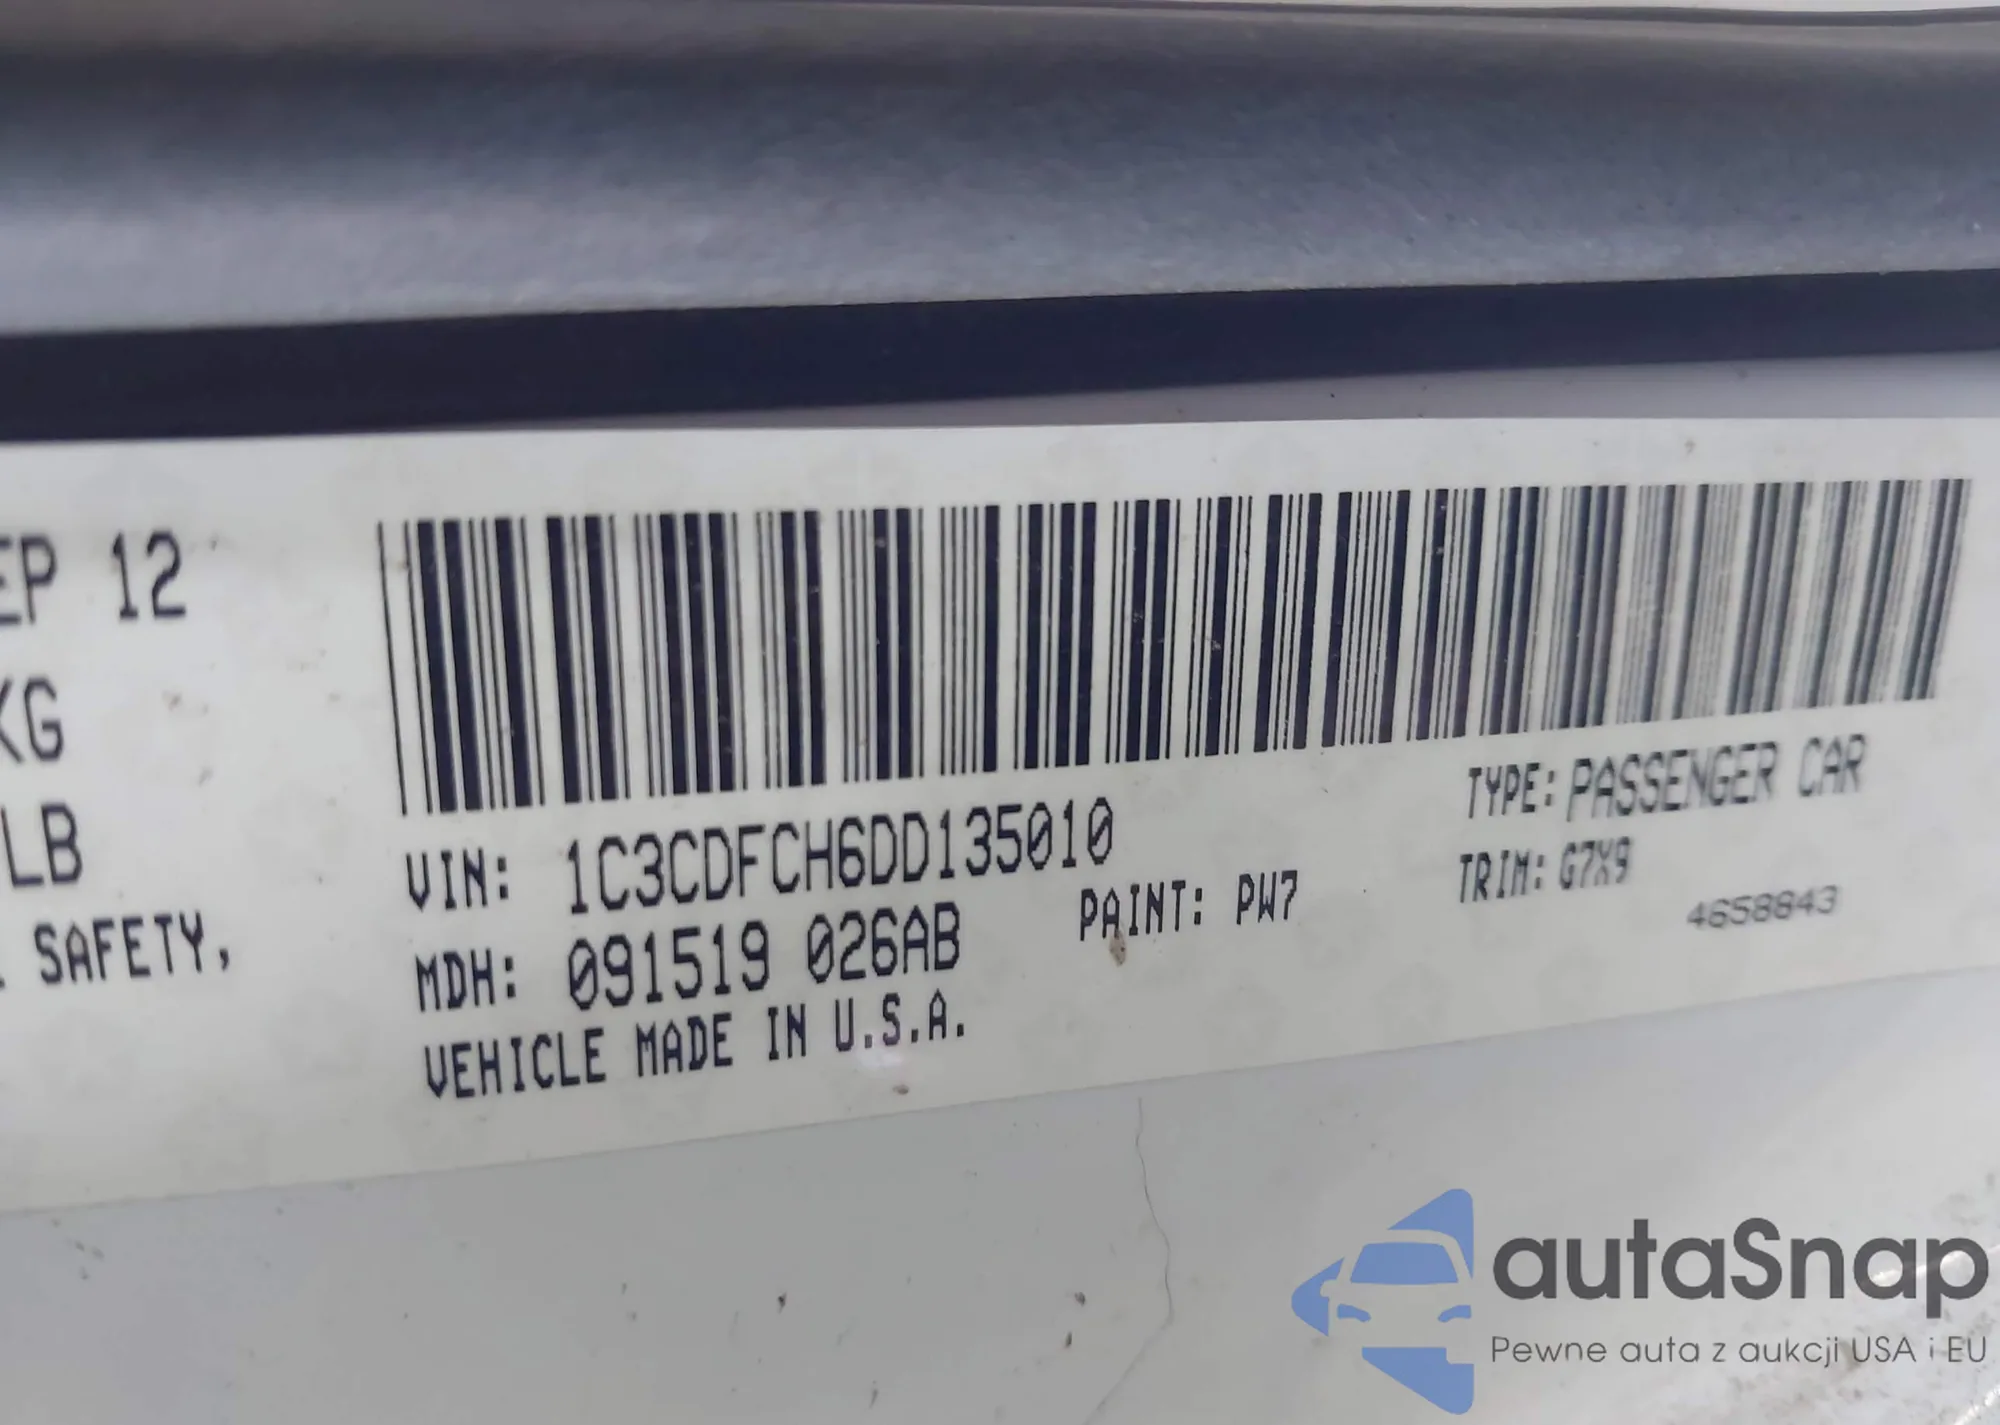 EP 12
KG
LB
SAFETY,
VIN: 1C3CDFCH6DD135010
MDH: 091519 026AB
VEHICLE MADE IN U.S.A.
PAINT: PW7
TYPE: PASSENGER CAR
TRIM: G7X9
4658843
autaSnap
Pewne auta z aukcji USA i EU